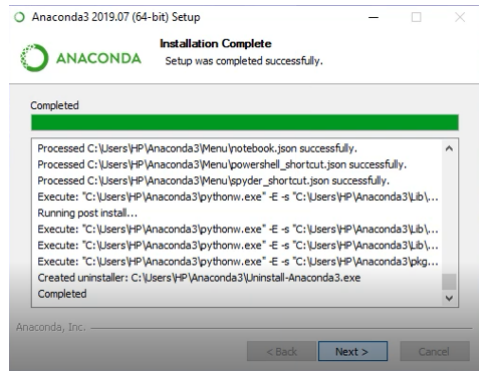 Anaconda3 2019.07 (64-bit) Setup
ANACONDA
Installation Complete
Setup was completed successfully.
Completed
Processed C:\Users\HP\Anaconda3\Menu\notebook.json successfully.
Processed C:\Users\HP\Anaconda3\Menu\powershell_shortcut.json successfully.
Processed C:\Users\HP\Anaconda3\Menu\spyder_shortcut.json successfully.
Execute: "C:\Users\HP\Anaconda3\pythonw.exe" -E -s "C:\Users\HP\Anaconda3\Lib\...
Running post install...
Execute: "C:\Users\HP\Anaconda3\pythonw.exe" -E -s "C:\Users\HP\Anaconda3\Lib\...
Execute: "C:\Users\HP\Anaconda3\pythonw.exe" -E -s "C:\Users\HP\Anaconda3\Lib\...
Execute: "C:\Users\HP\Anaconda3\pythonw.exe" -E -s "C:\Users\HP\Anaconda3\pkg...
Created uninstaller: C:\Users\HP\Anaconda3\Uninstall-Anaconda3.exe
Completed
Anaconda, Inc.
< Back Next > Cancel